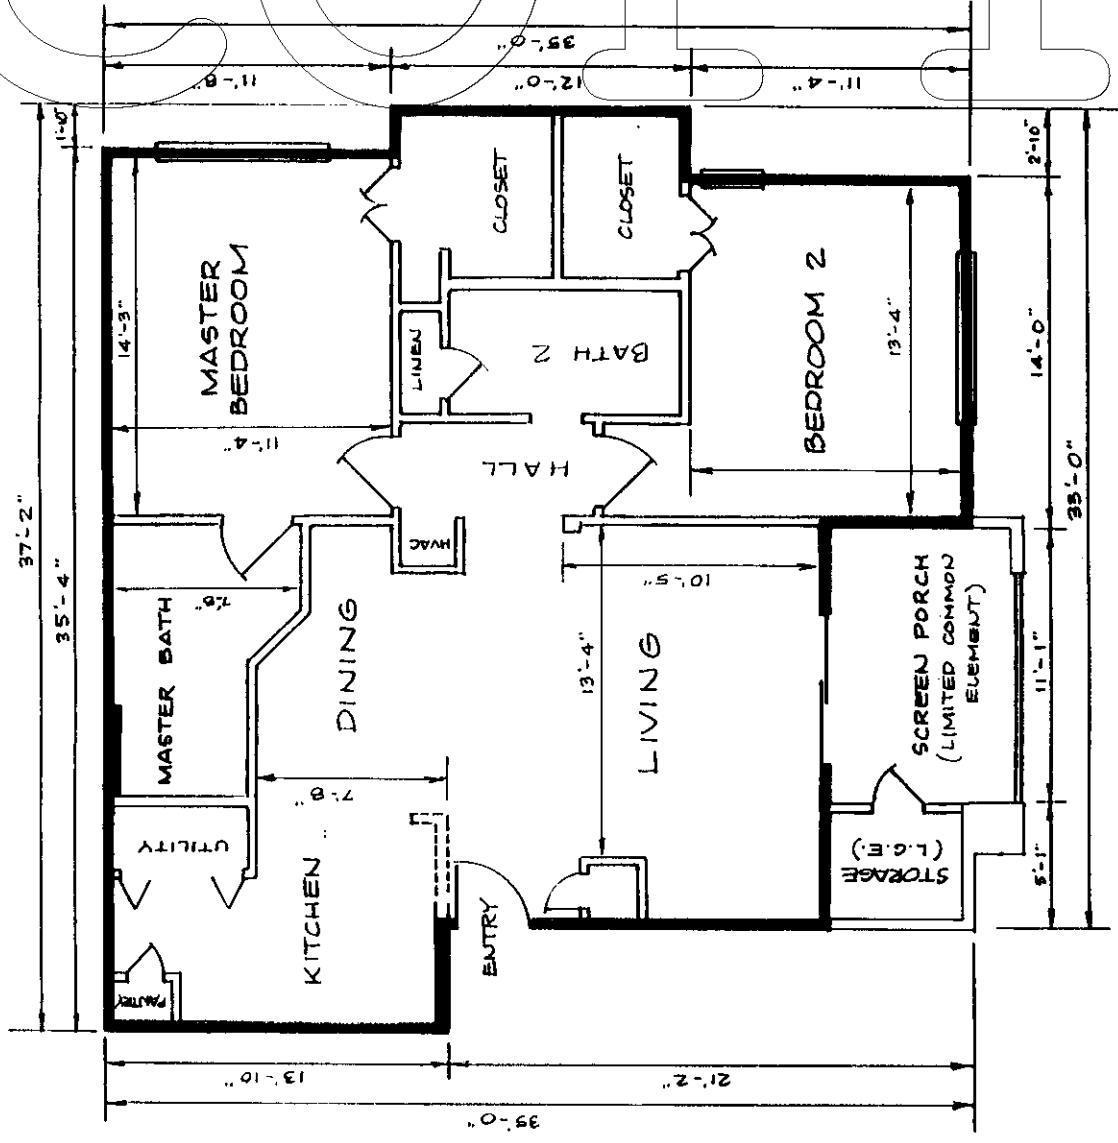 35'-0"
11'-8"
12'-0"
11'-4"
1'-10"
2'-10"
37'-2"
35'-4"
14'-3"
MASTER
BEDROOM
11'-4"
CLOSET
CLOSET
LINEN
BATH 2
BEDROOM 2
13'-4"
14'-0"
33'-0"
HALL
HVAC
7'-8"
MASTER BATH
DINING
10'-5"
13'-4"
LIVING
SCREEN PORCH
(LIMITED COMMON
ELEMENT)
11'-1"
7'-8"
UTILITY
KITCHEN
PANTRY
ENTRY
STORAGE
(L.C.E.)
5'-1"
13'-10"
21'-2"
35'-0"